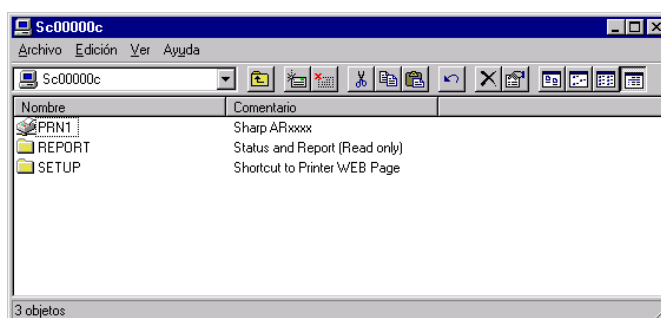 Sc00000c
Archivo Edición Ver Ayuda
Sc00000c
Nombre Comentario
PRN1 Sharp ARxxxx
REPORT Status and Report (Read only)
SETUP Shortcut to Printer WEB Page
3 objetos